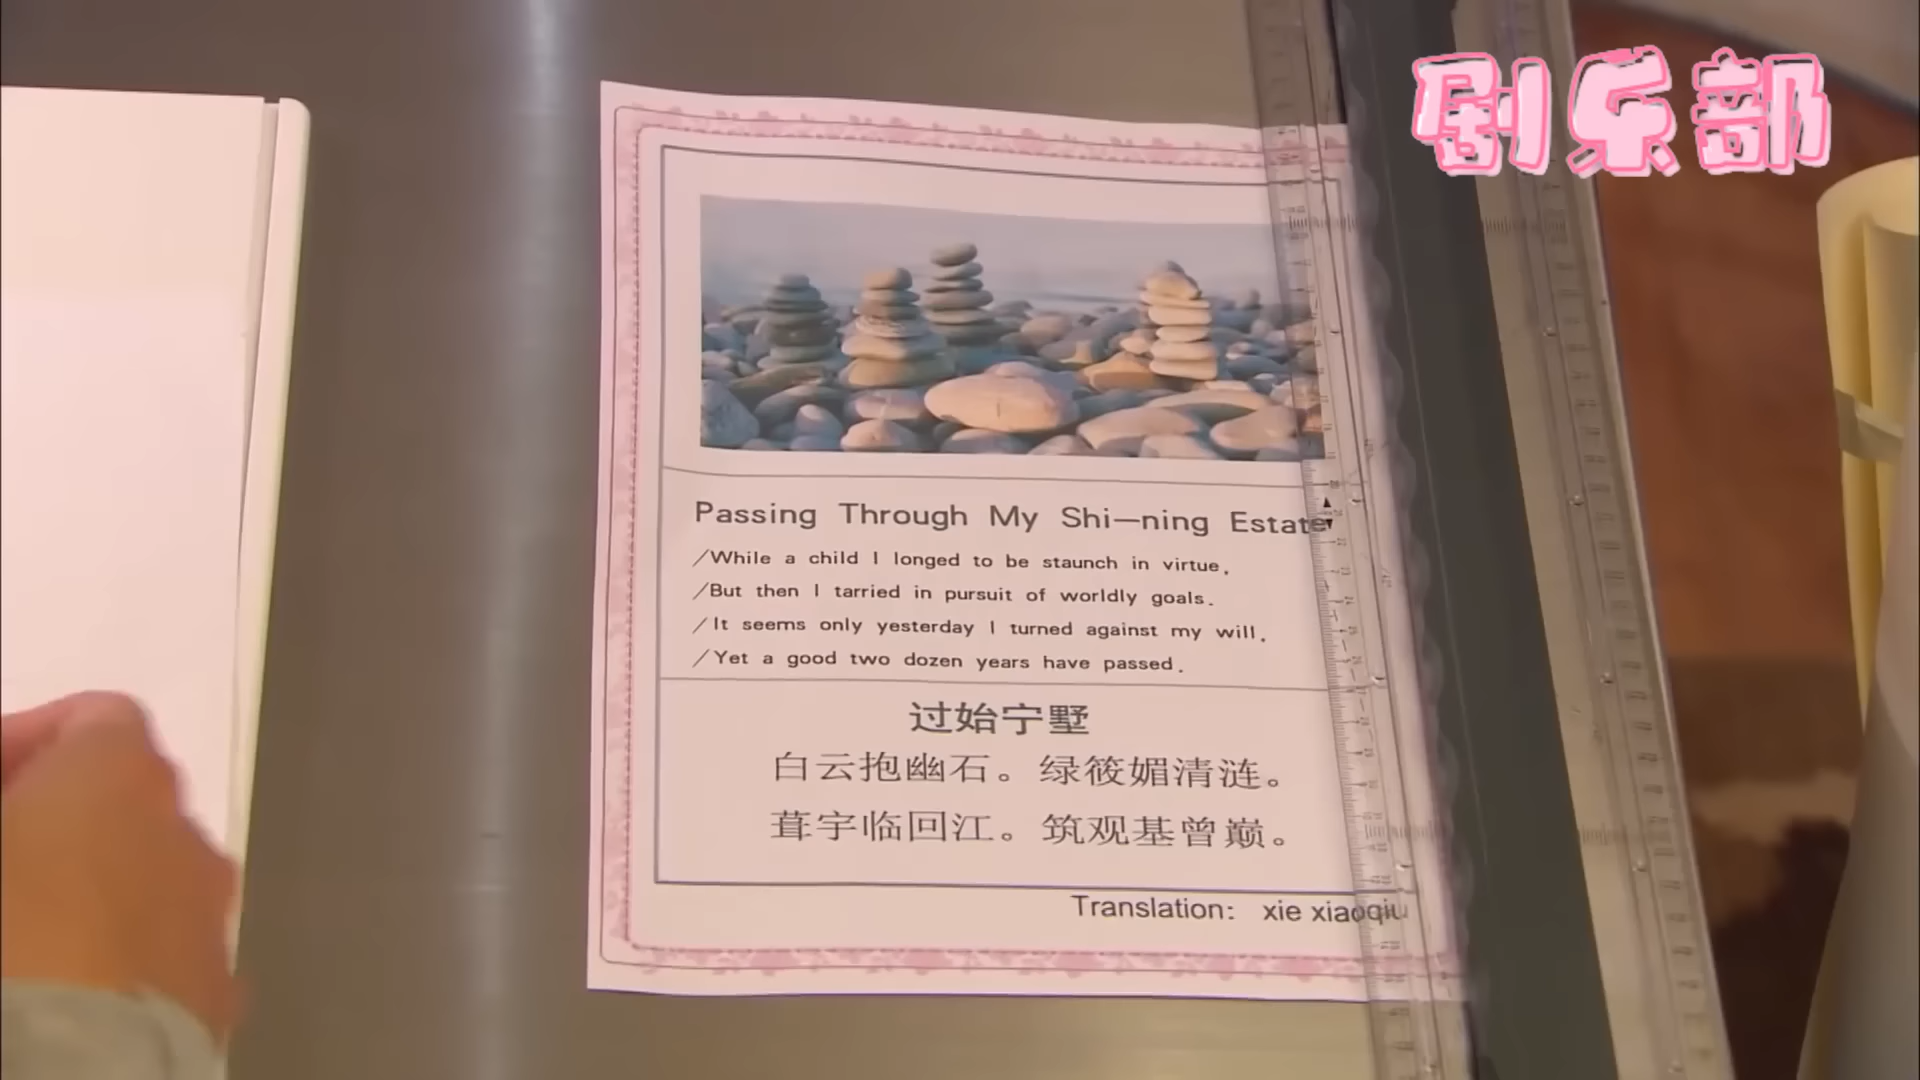 剧乐部
Passing Through My Shi—ning Estate
/While a child I longed to be staunch in virtue.
/But then I tarried in pursuit of worldly goals.
/It seems only yesterday I turned against my will.
/Yet a good two dozen years have passed.
过始宁墅
白云抱幽石。绿筱媚清涟。
葺宇临回江。筑观基曾巅。
Translation: xie xiaoqiu